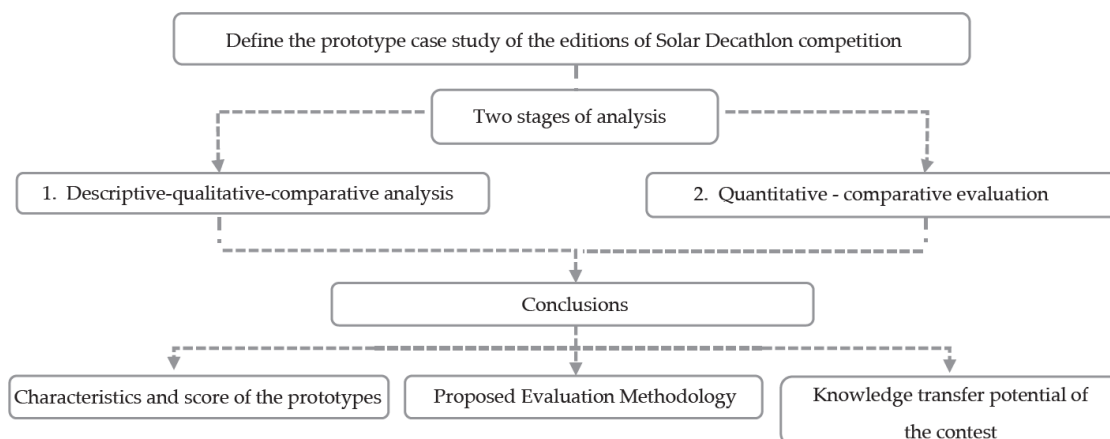 Define the prototype case study of the editions of Solar Decathlon competition
Two stages of analysis
1. Descriptive-qualitative-comparative analysis
2. Quantitative - comparative evaluation
Conclusions
Characteristics and score of the prototypes
Proposed Evaluation Methodology
Knowledge transfer potential of
the contest